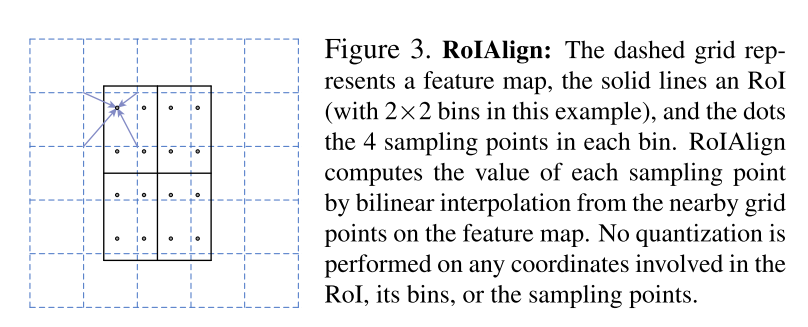 Figure 3. RoIAlign: The dashed grid rep-
resents a feature map, the solid lines an RoI
(with 2×2 bins in this example), and the dots
the 4 sampling points in each bin. RoIAlign
computes the value of each sampling point
by bilinear interpolation from the nearby grid
points on the feature map. No quantization is
performed on any coordinates involved in the
RoI, its bins, or the sampling points.